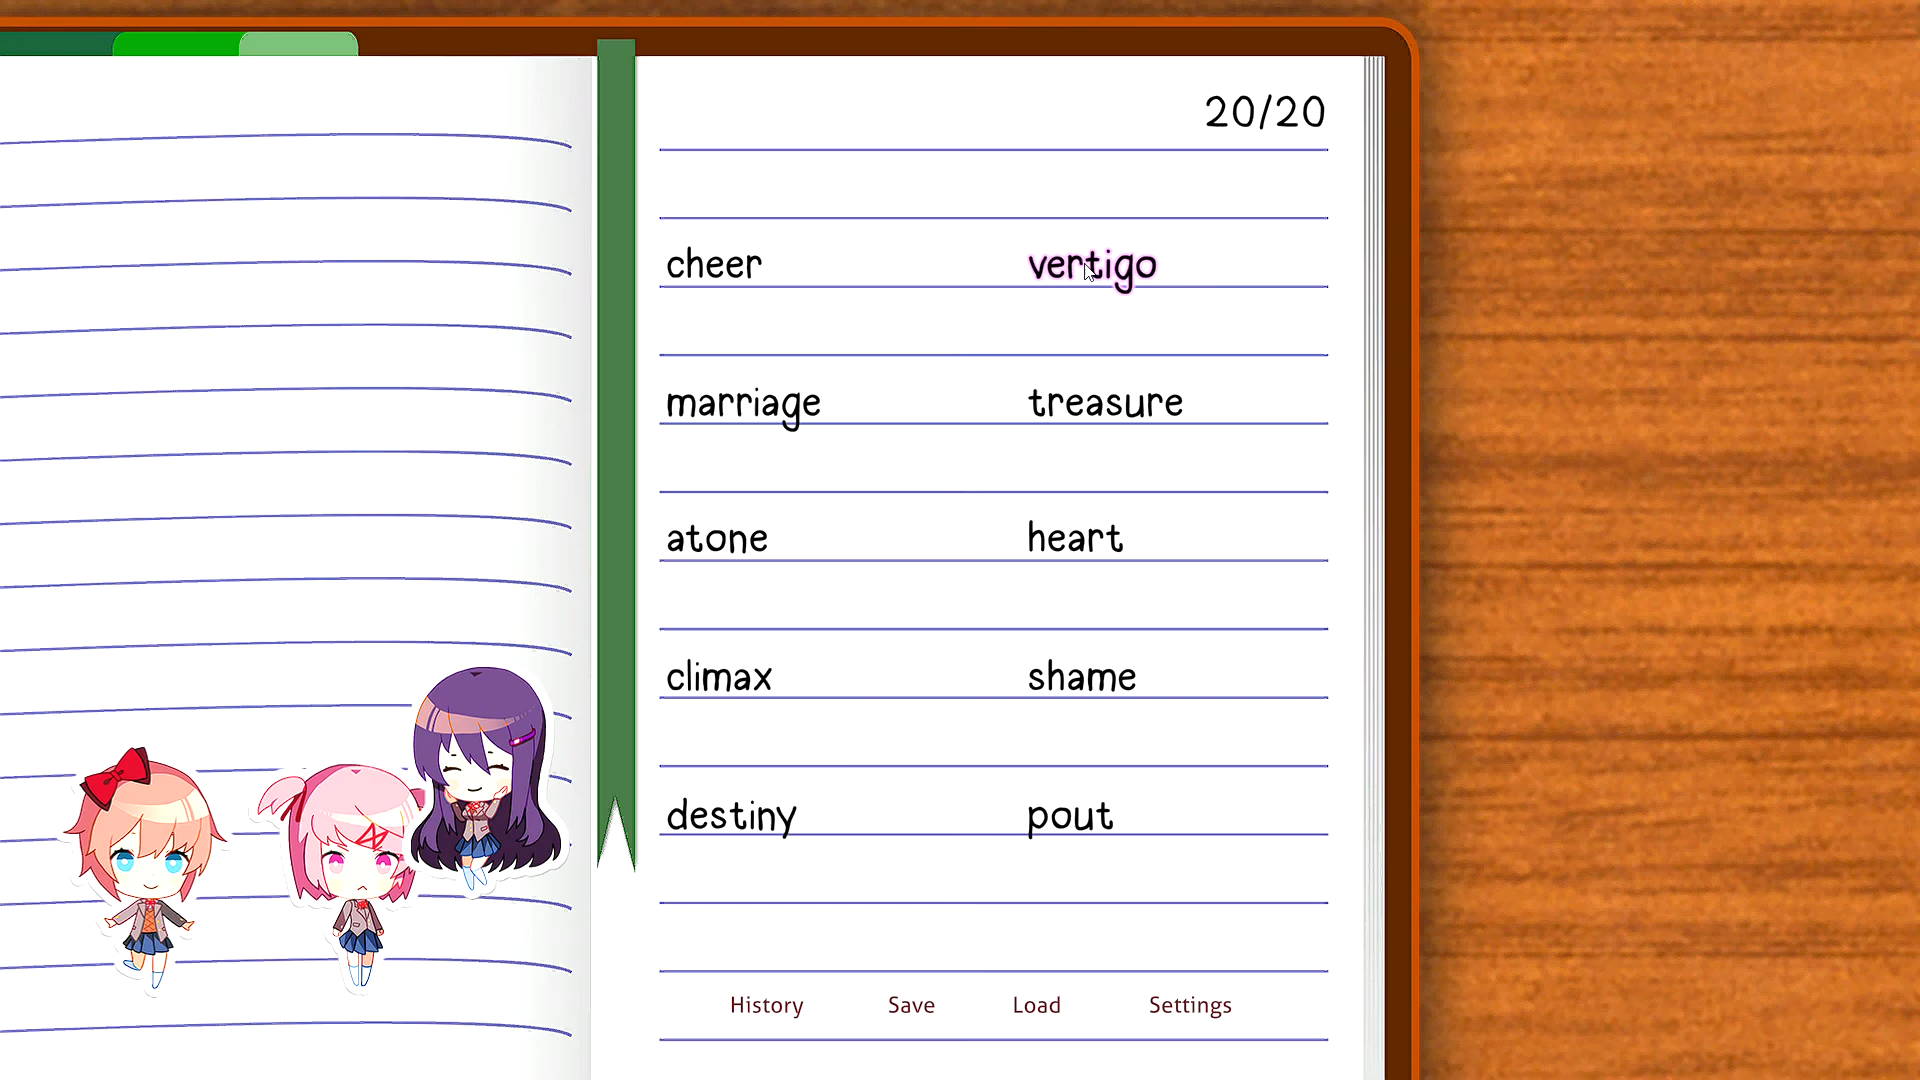 20/20
cheer vertigo
marriage treasure
atone heart
climax shame
destiny pout
History Save Load Settings